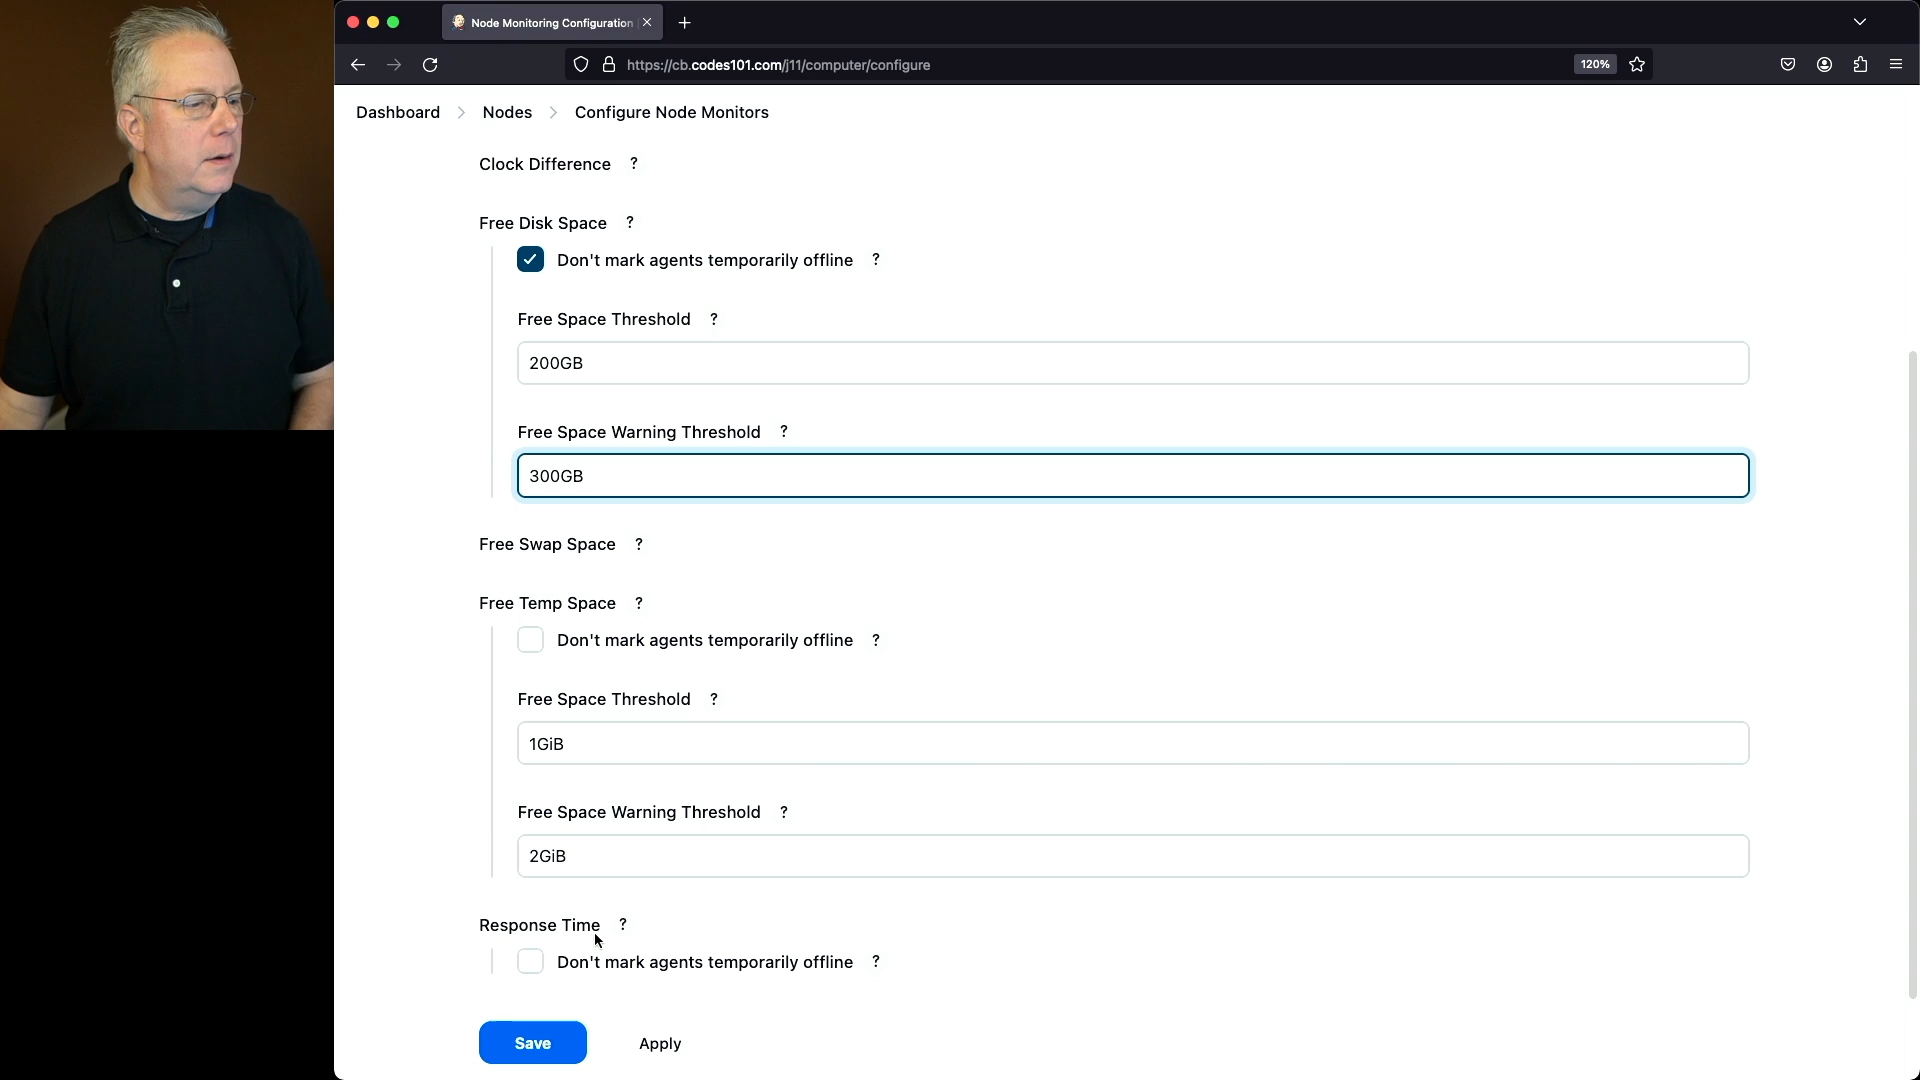 Node Monitoring Configuration
https://cb.codes101.com/j11/computer/configure
120%
Dashboard > Nodes > Configure Node Monitors
Clock Difference ?
Free Disk Space ?
Don't mark agents temporarily offline ?
Free Space Threshold ?
200GB
Free Space Warning Threshold ?
300GB
Free Swap Space ?
Free Temp Space ?
Don't mark agents temporarily offline ?
Free Space Threshold ?
1GiB
Free Space Warning Threshold ?
2GiB
Response Time ?
Don't mark agents temporarily offline ?
Save Apply